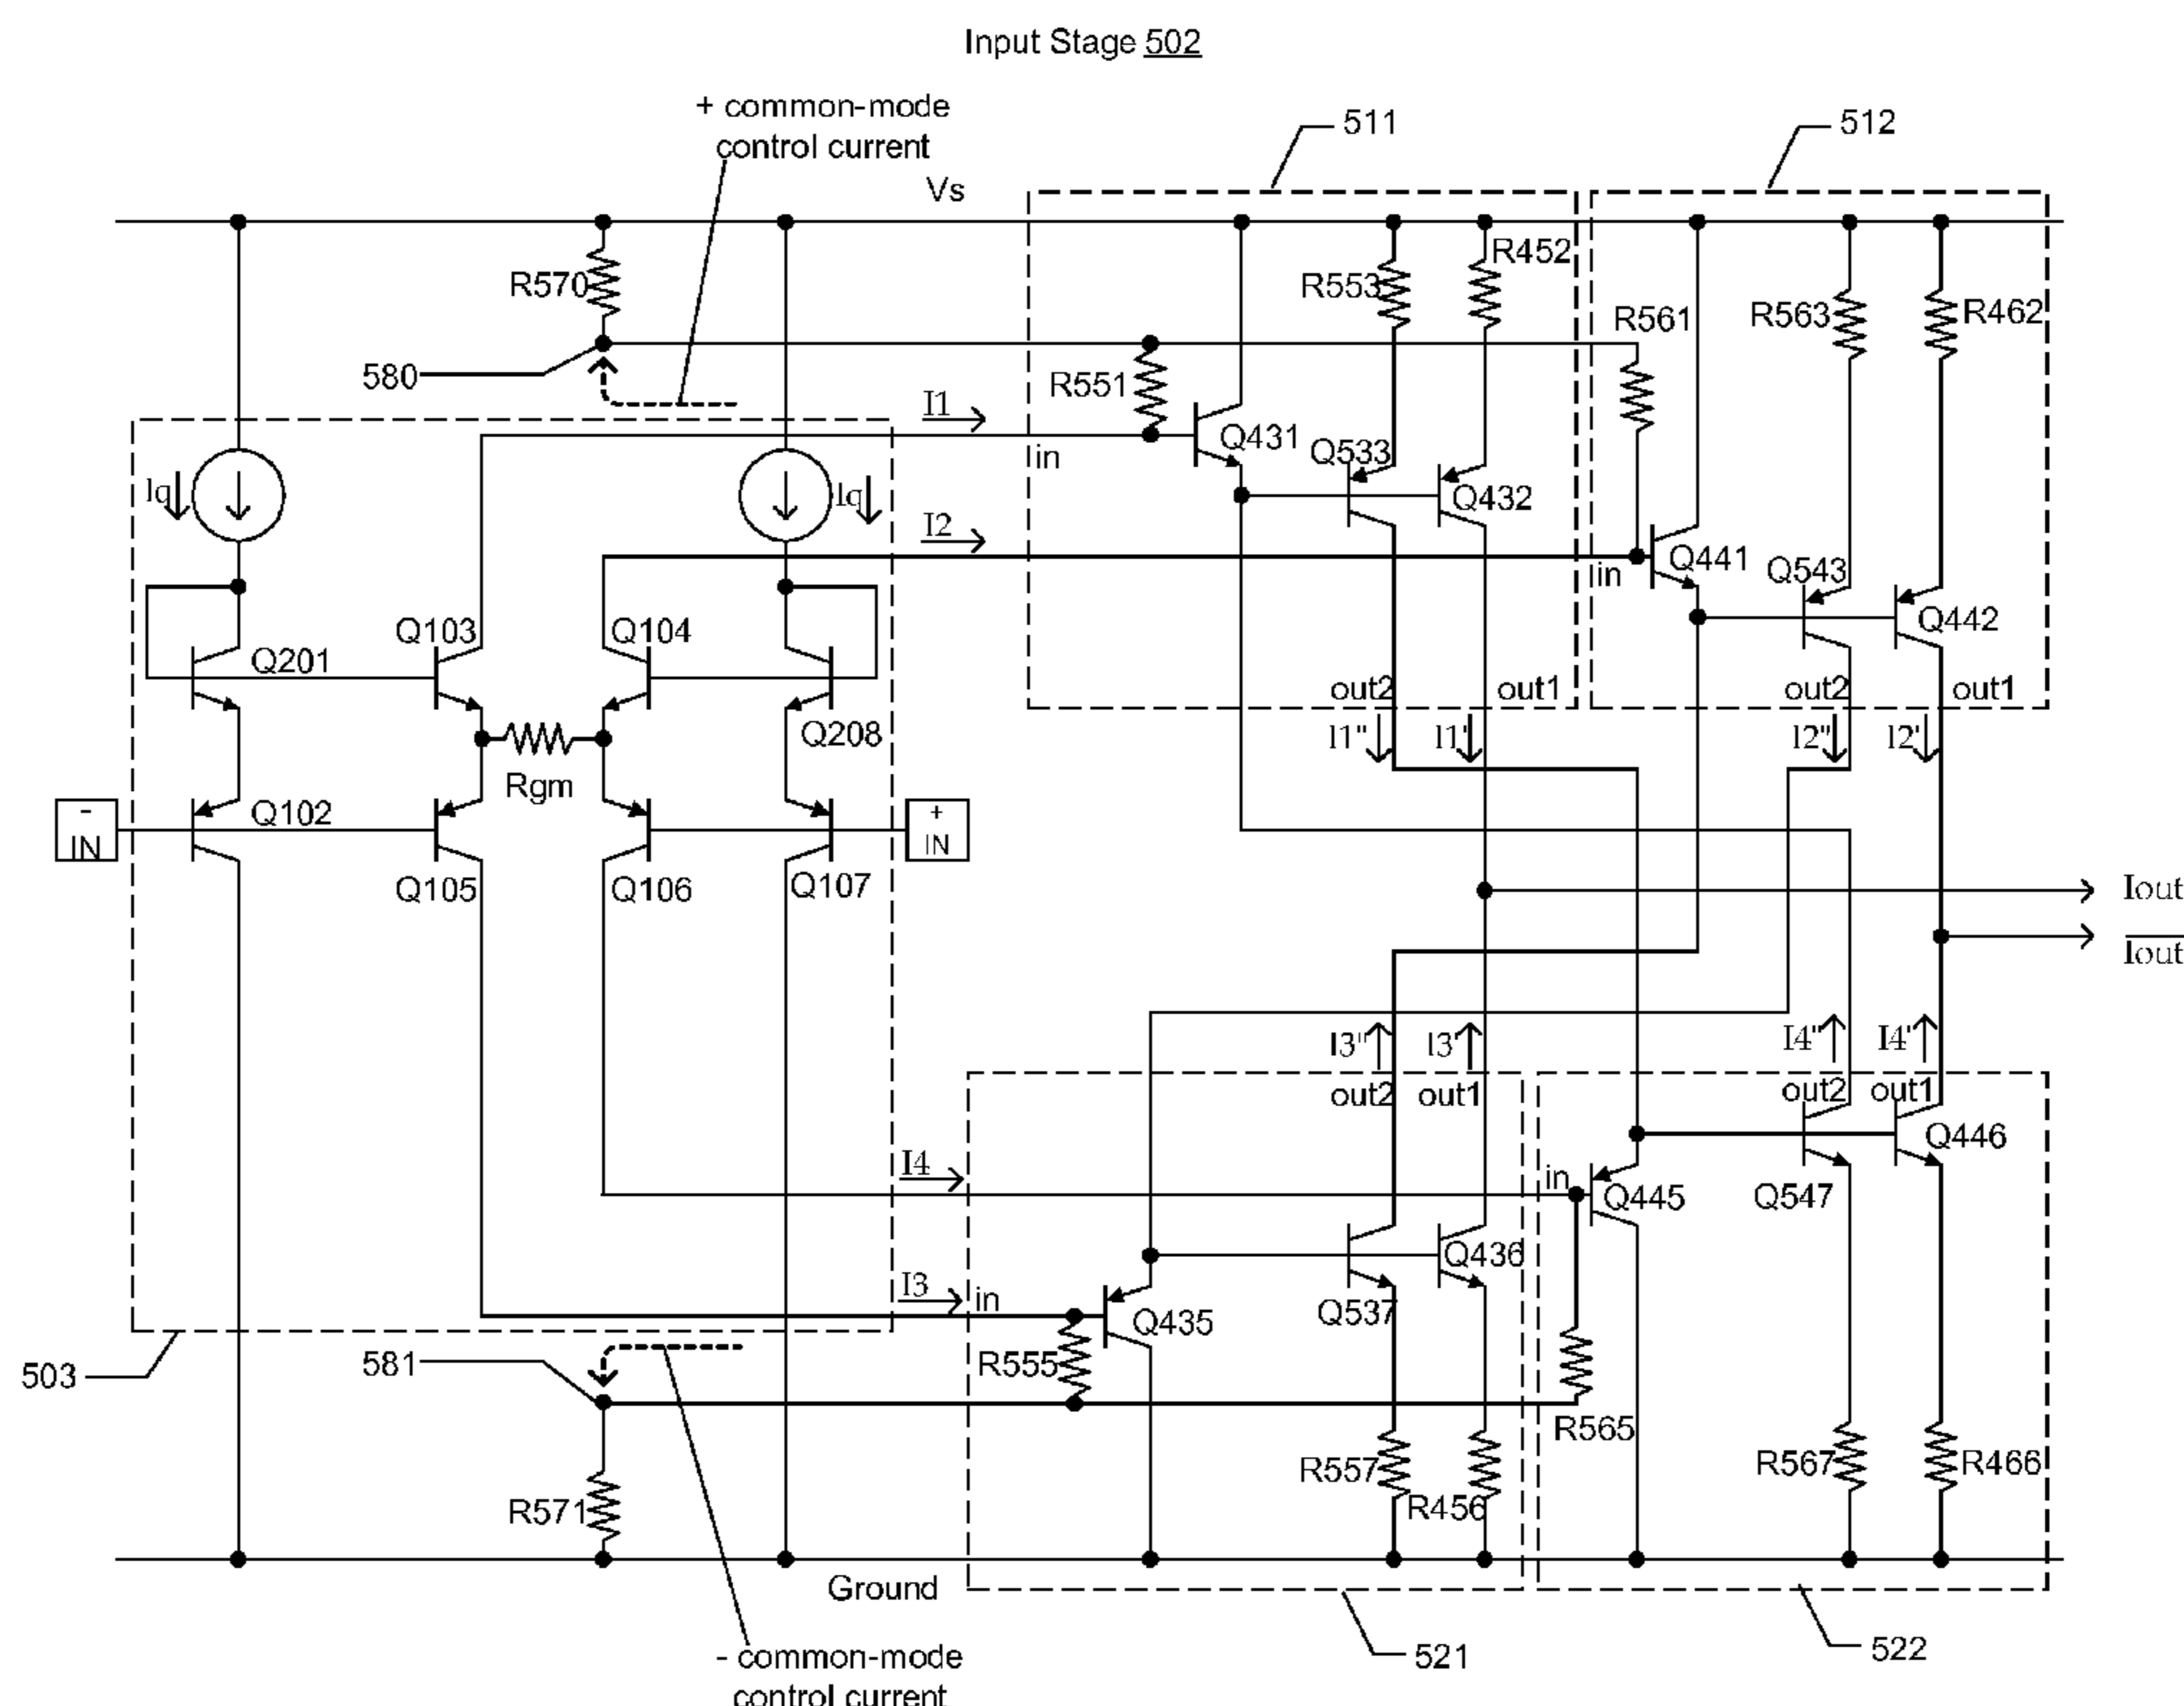 Input Stage 502
+ common-mode
control current
Vs
511
512
R570
R553
R452
R561
R563
R462
580
R551
I1
in
Q431
Q533
Q432
Iq
Iq
I2
in
Q441
Q543
Q442
Q103
Q104
Q201
Q208
out2
out1
out2
out1
I1"
I1'
I2"
I2'
Rgm
- IN
Q102
+ IN
Q105
Q106
Q107
Iout
Iout
I3"
I3'
I4"
I4'
out2
out1
out2
out1
Q446
I4
in
Q445
Q547
Q436
I3
in
Q435
Q537
503
581
R555
R565
R557
R567
R466
R571
R456
Ground
521
522
- common-mode
control current